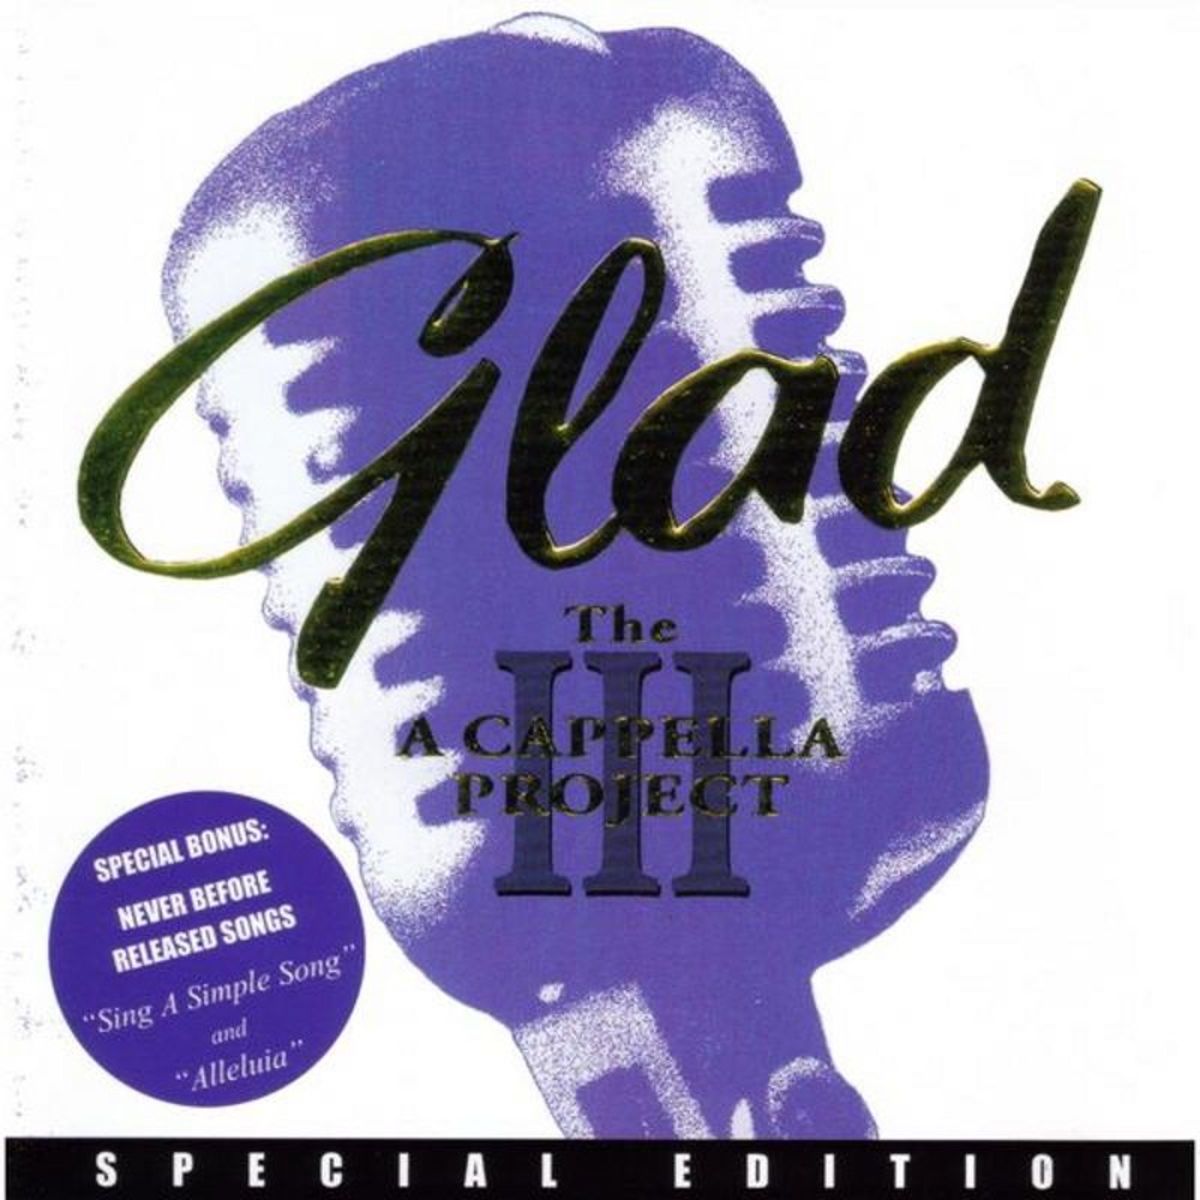 Glad
The
III
A CAPPELLA
PROJECT
SPECIAL BONUS:
NEVER BEFORE
RELEASED SONGS
“Sing A Simple Song”
and
“Alleluia”
SPECIAL EDITION